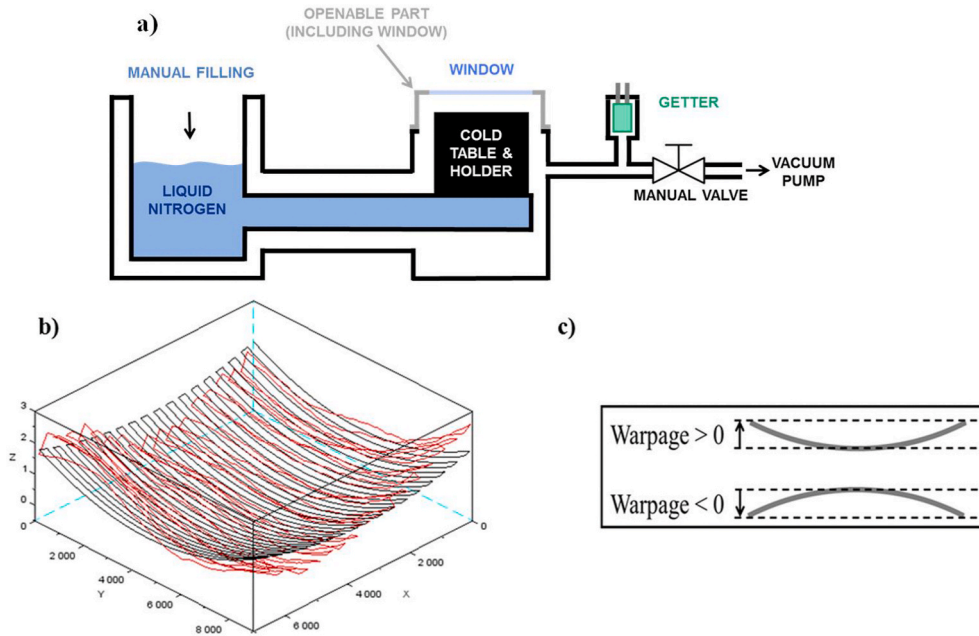 a)
OPENABLE PART
(INCLUDING WINDOW)
MANUAL FILLING
WINDOW
GETTER
COLD
TABLE &
HOLDER
LIQUID
NITROGEN
VACUUM
PUMP
MANUAL VALVE
b)
3
2
1
0
Z
0
2 000
4 000
6 000
8 000
Y
0
2 000
4 000
6 000
X
c)
Warpage > 0
Warpage < 0